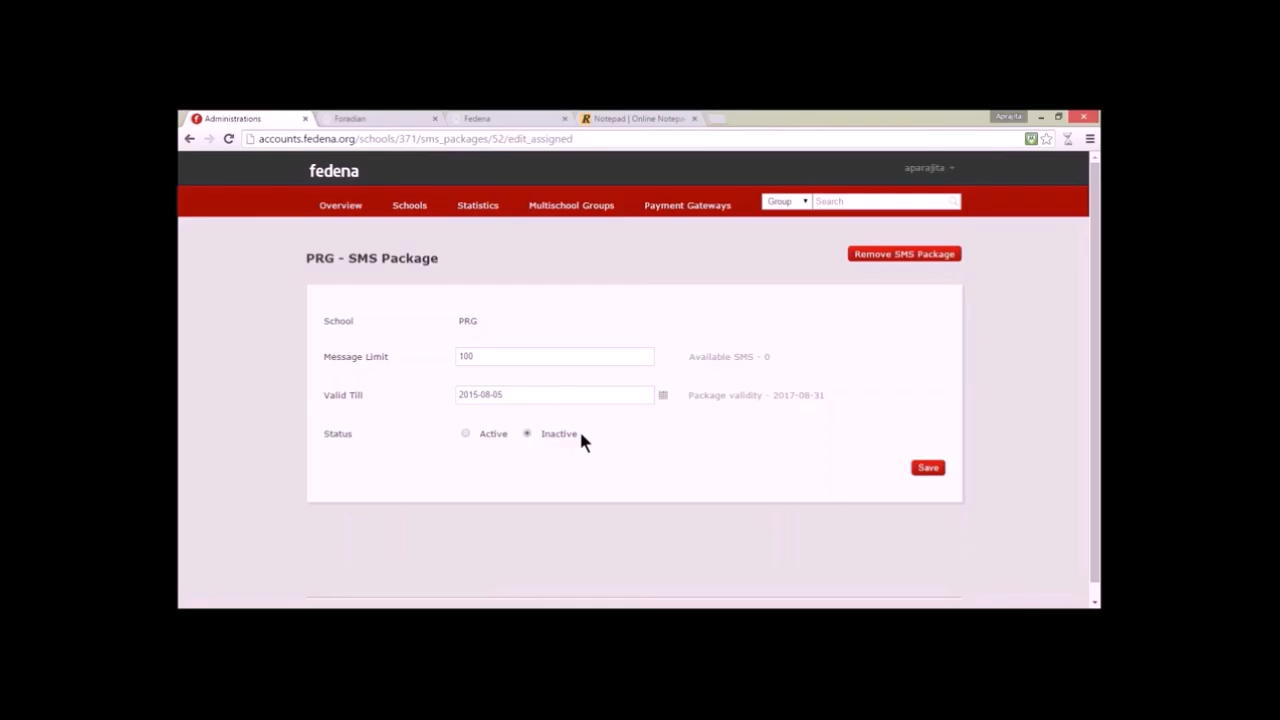 Administrations
Foradian
Fedena
Notepad | Online Notepa
Aprajita
accounts.fedena.org/schools/371/sms_packages/52/edit_assigned
fedena
aparajita
Overview Schools Statistics Multischool Groups Payment Gateways Group Search
PRG - SMS Package
Remove SMS Package
School PRG
Message Limit 100 Available SMS - 0
Valid Till 2015-08-05 Package validity - 2017-08-31
Status Active Inactive
Save